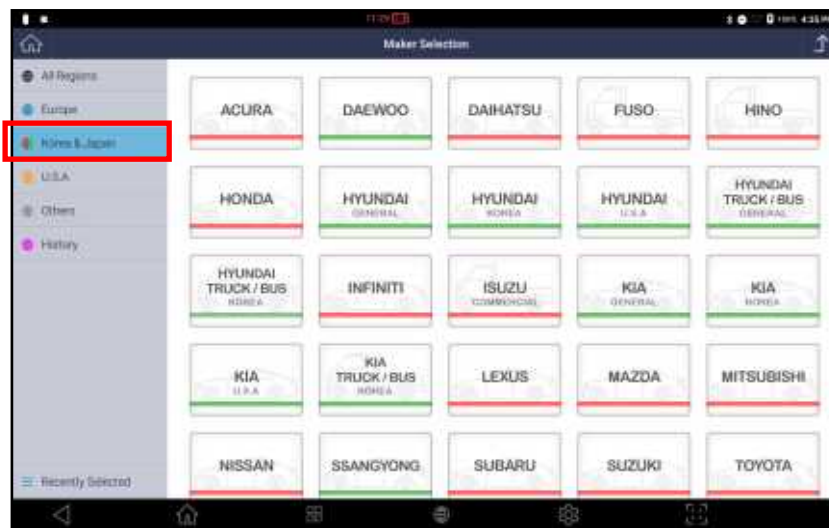 Maker Selection
All Regions
Europe
Korea & Japan
U.S.A
Others
History
Recently Selected
ACURA
DAEWOO
DAIHATSU
FUSO
HINO
HONDA
HYUNDAI
GENERAL
HYUNDAI
KOREA
HYUNDAI
U.S.A
HYUNDAI
TRUCK / BUS
GENERAL
HYUNDAI
TRUCK / BUS
KOREA
INFINITI
ISUZU
COMMERCIAL
KIA
GENERAL
KIA
KOREA
KIA
U.S.A
KIA
TRUCK / BUS
KOREA
LEXUS
MAZDA
MITSUBISHI
NISSAN
SSANGYONG
SUBARU
SUZUKI
TOYOTA